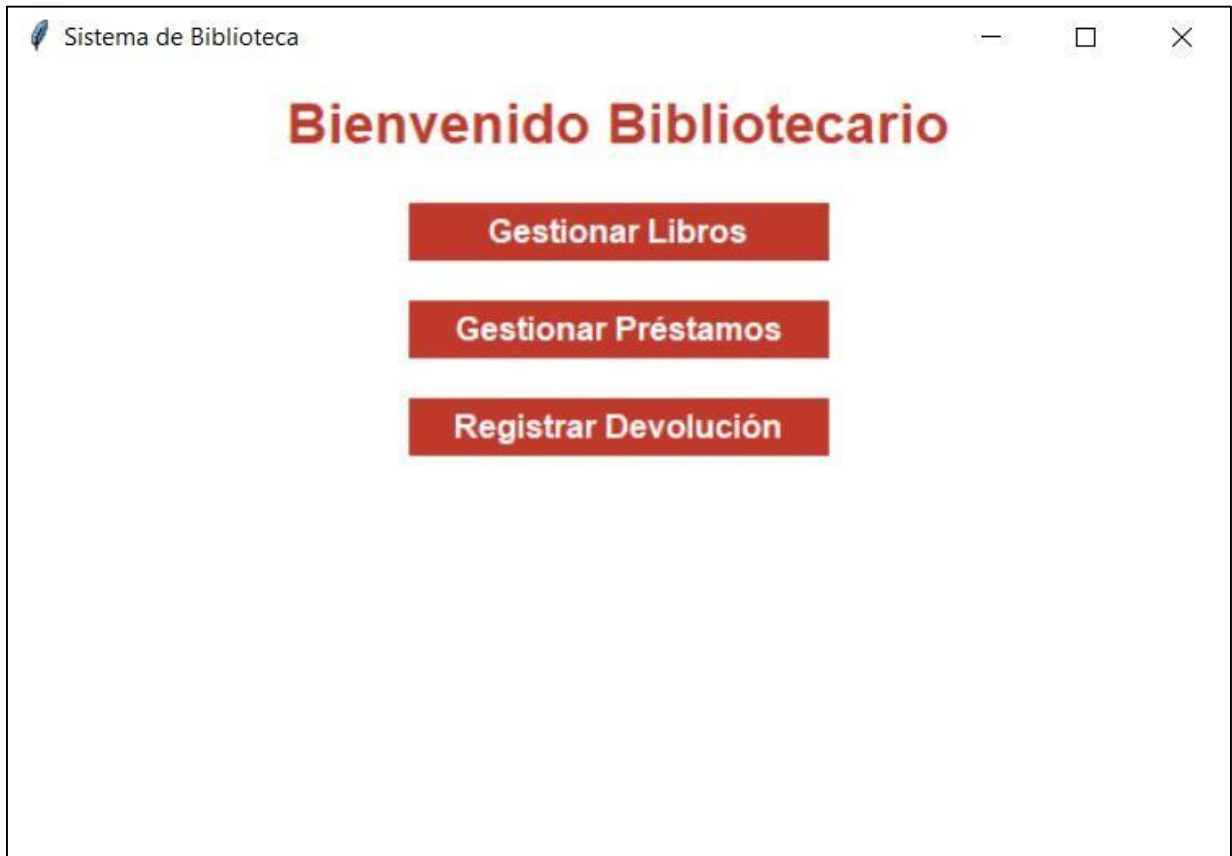 Sistema de Biblioteca
Bienvenido Bibliotecario
Gestionar Libros
Gestionar Préstamos
Registrar Devolución